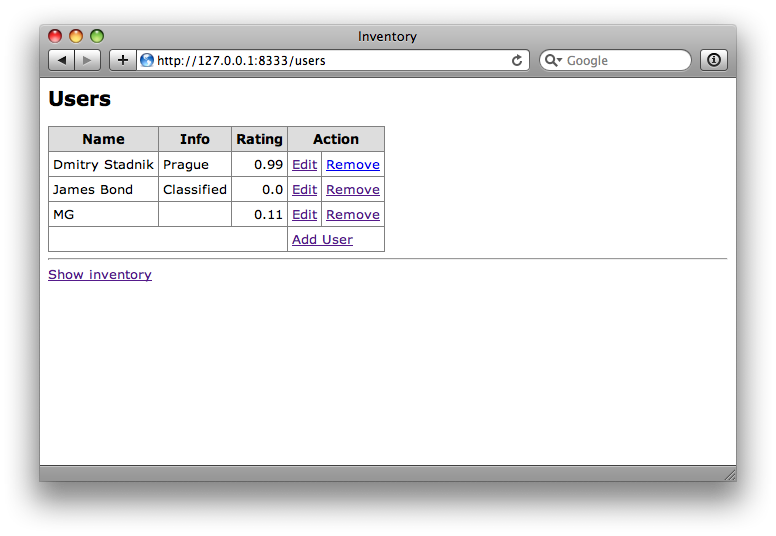 Inventory
http://127.0.0.1:8333/users
Google
Users
Name Info Rating Action
Dmitry Stadnik Prague 0.99 Edit Remove
James Bond Classified 0.0 Edit Remove
MG 0.11 Edit Remove
Add User
Show inventory